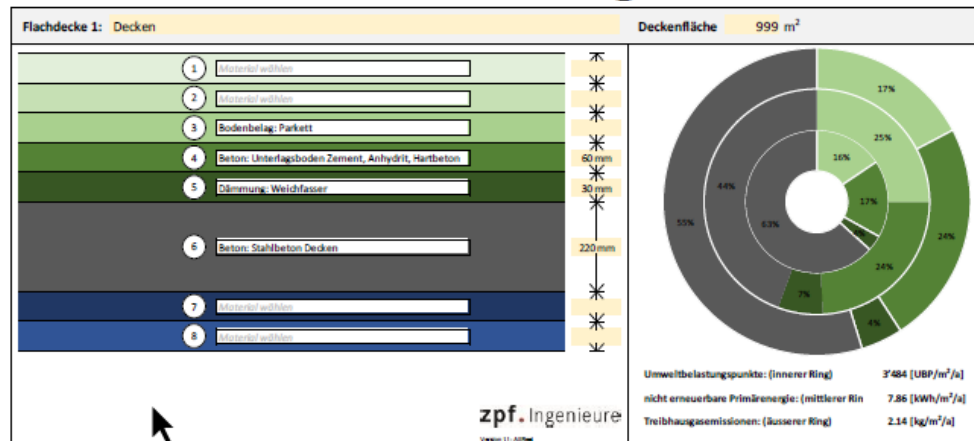 Flachdecke 1: Decken Deckenfläche 999 m²
1 Material wählen
2 Material wählen
3 Bodenbelag: Parkett
4 Beton: Unterlagsboden Zement, Anhydrit, Hartbeton 60 mm
5 Dämmung: Weichfasser 30 mm
6 Beton: Stahlbeton Decken 220 mm
7 Material wählen
8 Material wählen
17%
25%
16%
44%
55%
63%
17%
24%
24%
7%
4%
Umweltbelastungspunkte: (innerer Ring) 3'484 [UBP/m²/a]
nicht erneuerbare Primärenergie: (mittlerer Rin 7.86 [kWh/m²/a]
Treibhausgasemissionen: (äusserer Ring) 2.14 [kg/m²/a]
zpf. Ingenieure